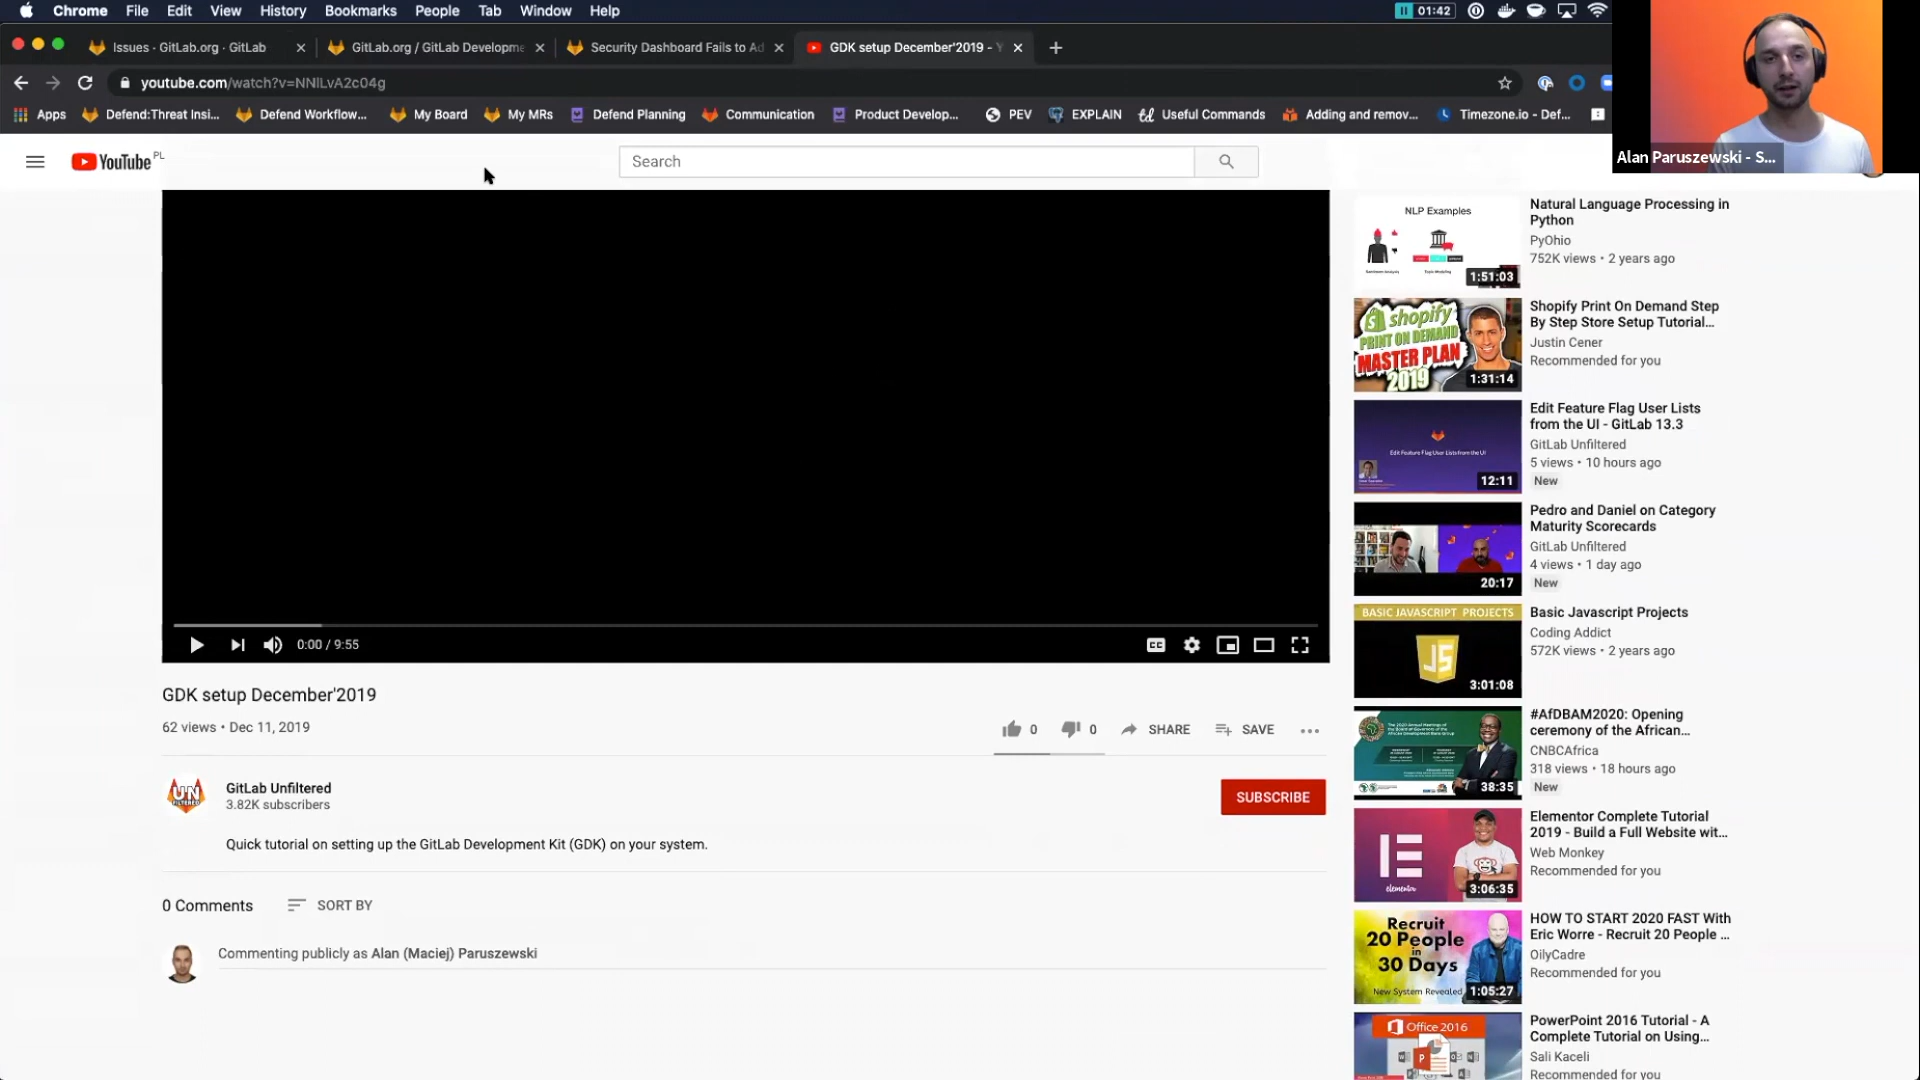 Chrome File Edit View History Bookmarks People Tab Window Help 01:42
Issues · GitLab.org · GitLab GitLab.org / GitLab Developme Security Dashboard Fails to Ad GDK setup December'2019 -
youtube.com/watch?v=NNlLvA2c04g
Apps Defend:Threat Insi... Defend Workflow... My Board My MRs Defend Planning Communication Product Develop... PEV EXPLAIN Useful Commands Adding and remov... Timezone.io - Def...
Alan Paruszewski - S...
YouTube PL
Search
0:00 / 9:55
GDK setup December'2019
62 views • Dec 11, 2019
0 0 SHARE SAVE
UN
FILTERED
GitLab Unfiltered
3.82K subscribers
SUBSCRIBE
Quick tutorial on setting up the GitLab Development Kit (GDK) on your system.
0 Comments SORT BY
Commenting publicly as Alan (Maciej) Paruszewski
NLP Examples
1:51:03
Natural Language Processing in
Python
PyOhio
752K views • 2 years ago
shopify
PRINT ON DEMAND
MASTER PLAN
2019
1:31:14
Shopify Print On Demand Step
By Step Store Setup Tutorial...
Justin Cener
Recommended for you
Edit Feature Flag User Lists from the UI
12:11
Edit Feature Flag User Lists
from the UI - GitLab 13.3
GitLab Unfiltered
5 views • 10 hours ago
New
20:17
Pedro and Daniel on Category
Maturity Scorecards
GitLab Unfiltered
4 views • 1 day ago
New
BASIC JAVASCRIPT PROJECTS
JS
3:01:08
Basic Javascript Projects
Coding Addict
572K views • 2 years ago
38:35
#AfDBAM2020: Opening
ceremony of the African...
CNBCAfrica
318 views • 18 hours ago
New
elementor
3:06:35
Elementor Complete Tutorial
2019 - Build a Full Website wit...
Web Monkey
Recommended for you
Recruit
20 People
in
30 Days
New System Revealed
1:05:27
HOW TO START 2020 FAST With
Eric Worre - Recruit 20 People ...
OilyCadre
Recommended for you
Office 2016
PowerPoint 2016 Tutorial - A
Complete Tutorial on Using...
Sali Kaceli
Recommended for you